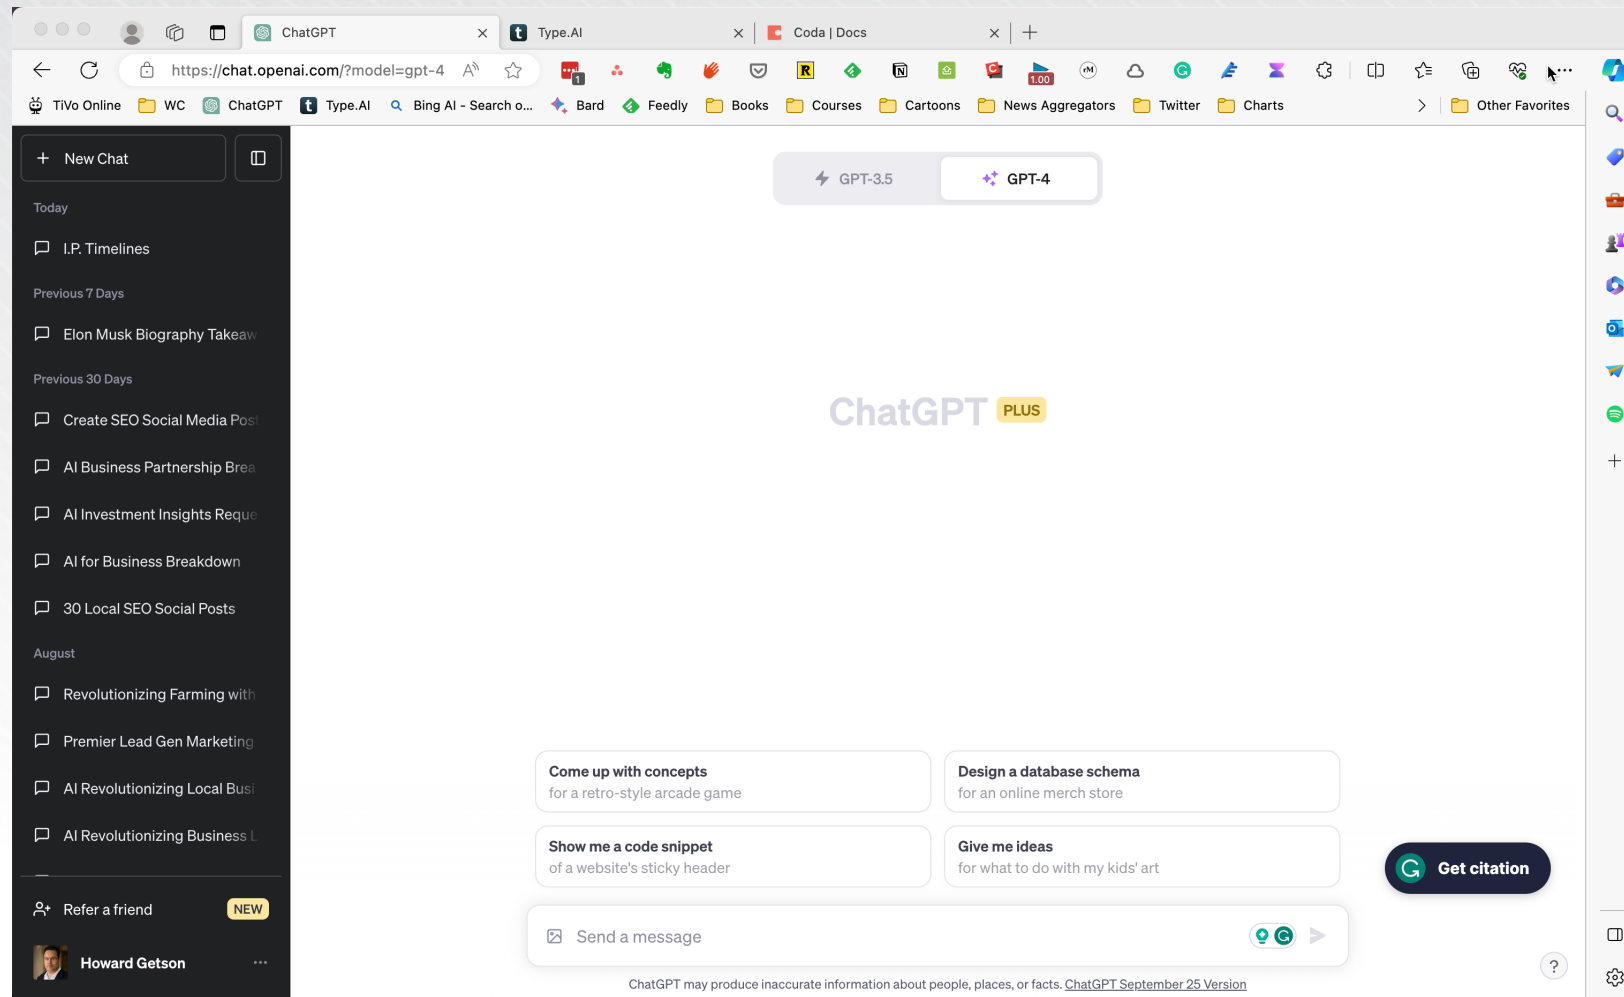 ChatGPT
Type.AI
Coda | Docs
https://chat.openai.com/?model=gpt-4
1
1.00
TiVo Online
WC
ChatGPT
Type.AI
Bing AI - Search o...
Bard
Feedly
Books
Courses
Cartoons
News Aggregators
Twitter
Charts
Other Favorites
New Chat
Today
I.P. Timelines
Previous 7 Days
Elon Musk Biography Takeaw
Previous 30 Days
Create SEO Social Media Post
AI Business Partnership Brea
AI Investment Insights Reque
AI for Business Breakdown
30 Local SEO Social Posts
August
Revolutionizing Farming with
Premier Lead Gen Marketing
AI Revolutionizing Local Busi
AI Revolutionizing Business L
Refer a friend
NEW
Howard Getson
GPT-3.5
GPT-4
ChatGPT PLUS
Come up with concepts
for a retro-style arcade game
Design a database schema
for an online merch store
Show me a code snippet
of a website's sticky header
Give me ideas
for what to do with my kids' art
Get citation
Send a message
ChatGPT may produce inaccurate information about people, places, or facts. ChatGPT September 25 Version
?